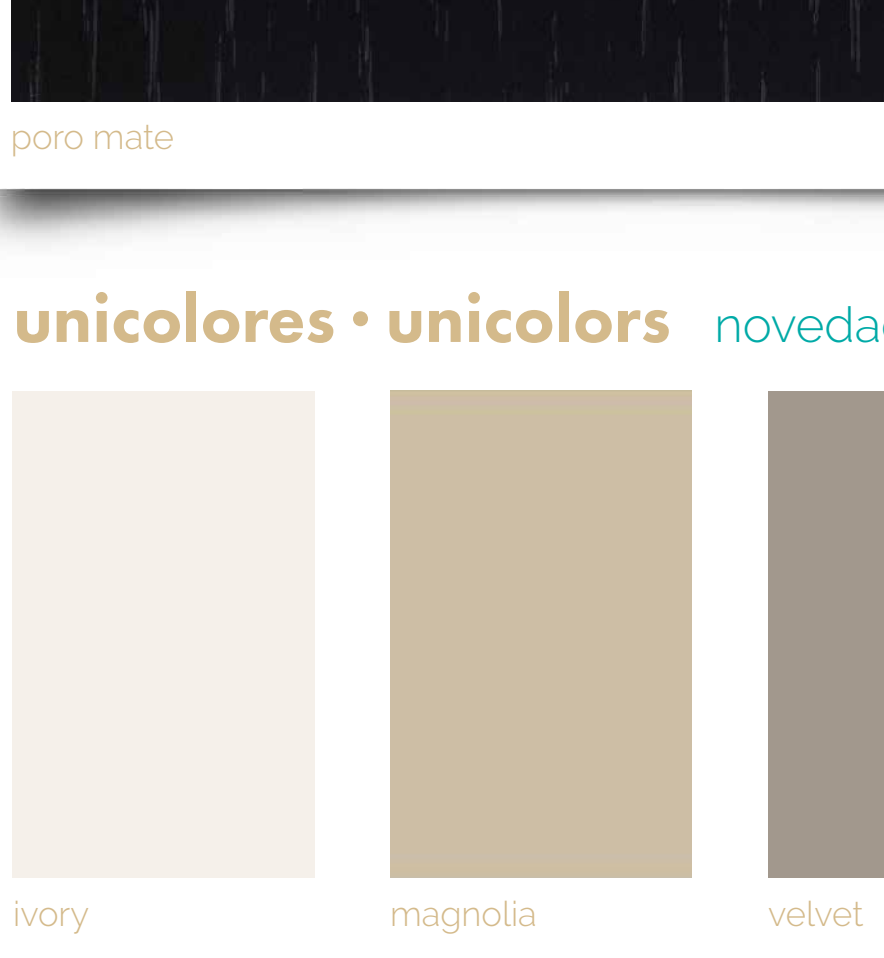 poro mate
unicolores • unicolors
ivory
magnolia
velvet